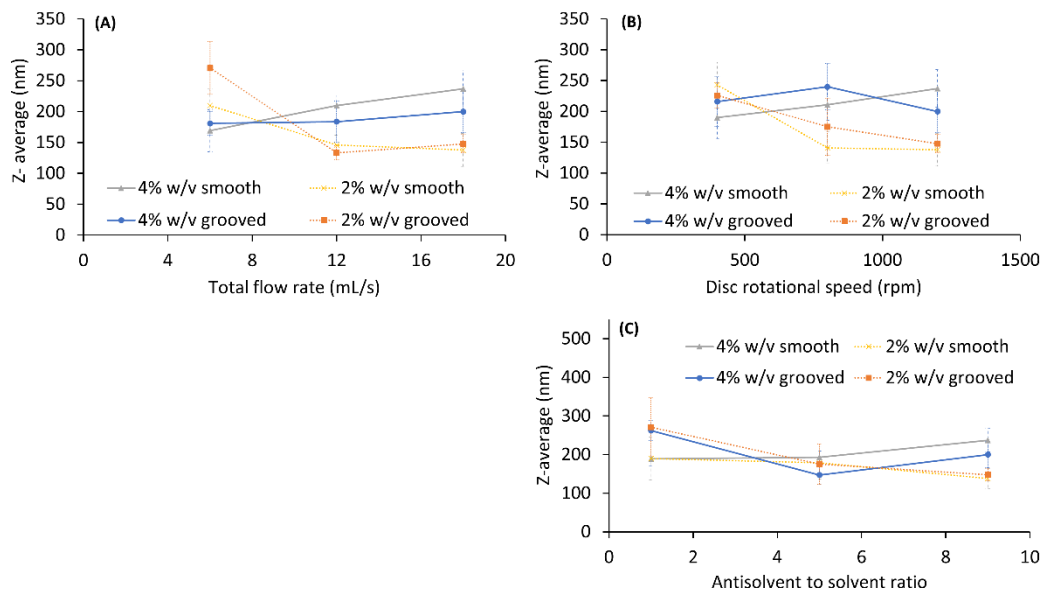 (A)
350
300
250
200
150
100
50
0
Z- average (nm)
4% w/v smooth
2% w/v smooth
4% w/v grooved
2% w/v grooved
0 4 8 12 16 20
Total flow rate (mL/s)
(B)
350
300
250
200
150
100
50
0
Z-average (nm)
4% w/v smooth
2% w/v smooth
4% w/v grooved
2% w/v grooved
0 500 1000 1500
Disc rotational speed (rpm)
(C)
500
400
300
200
100
0
Z-average (nm)
4% w/v smooth
2% w/v smooth
4% w/v grooved
2% w/v grooved
0 2 4 6 8 10
Antisolvent to solvent ratio